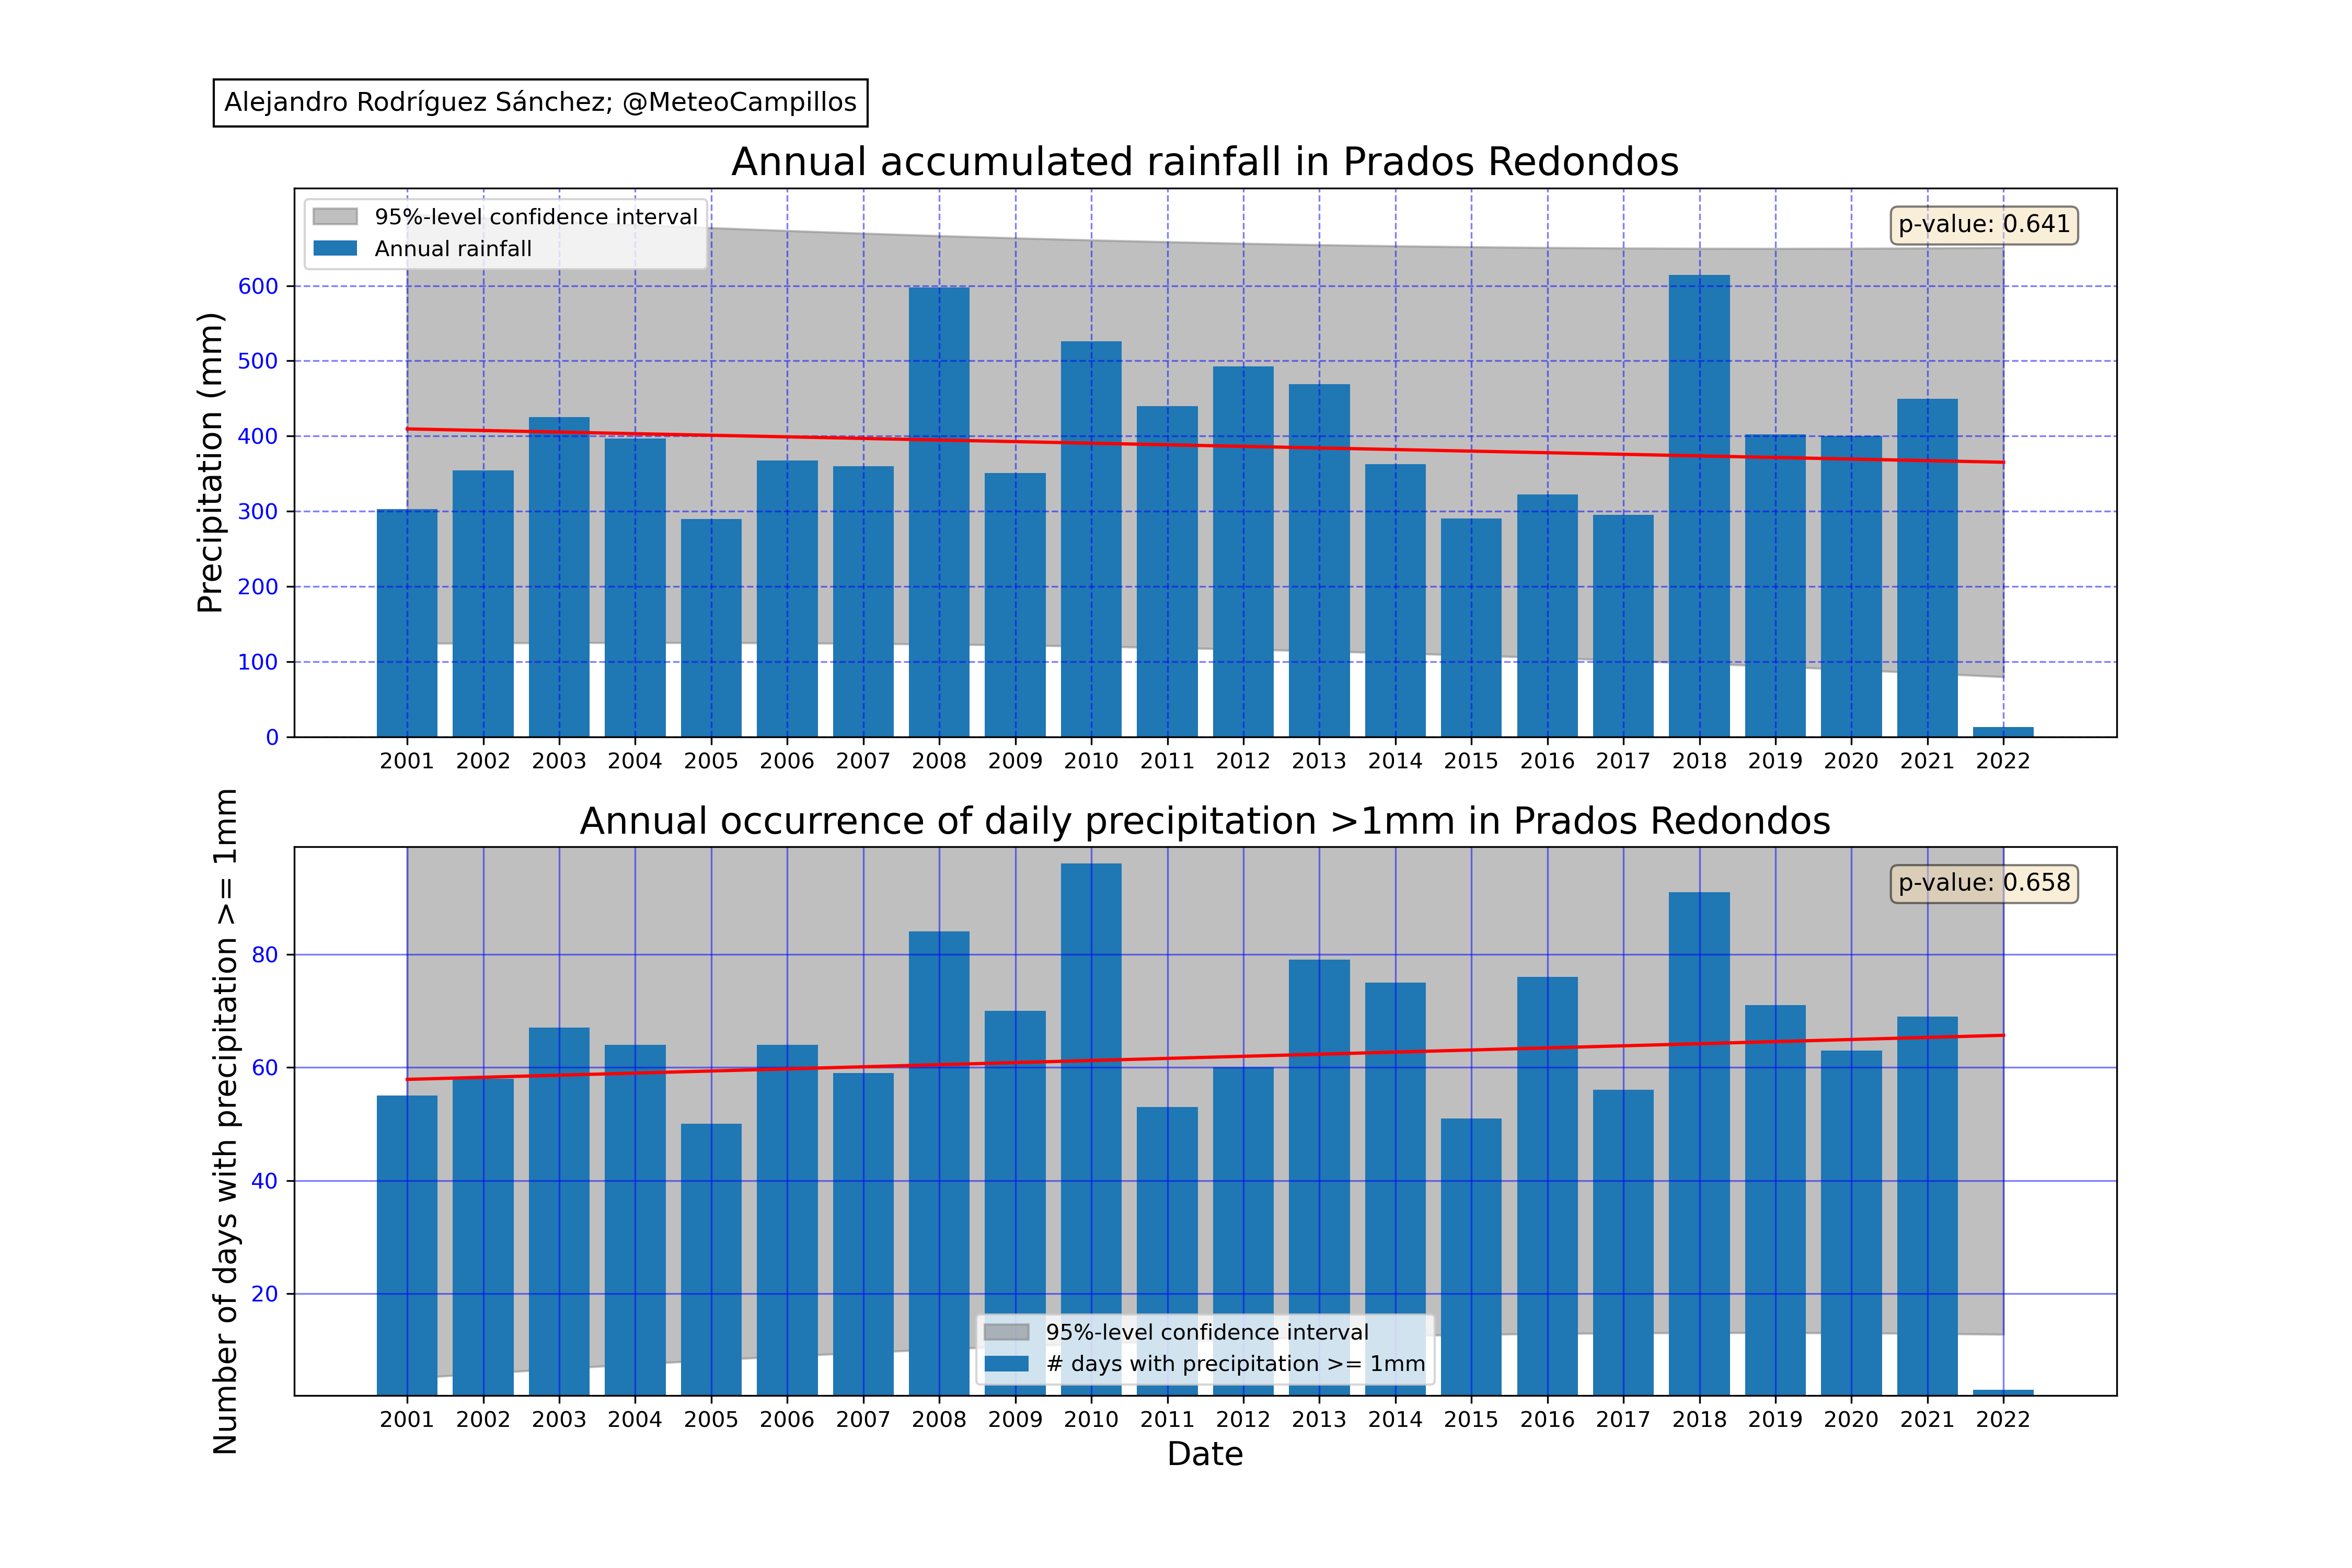 Alejandro Rodríguez Sánchez; @MeteoCampillos
Annual accumulated rainfall in Prados Redondos
95%-level confidence interval
Annual rainfall
p-value: 0.641
Precipitation (mm)
600
500
400
300
200
100
0
2001 2002 2003 2004 2005 2006 2007 2008 2009 2010 2011 2012 2013 2014 2015 2016 2017 2018 2019 2020 2021 2022
Annual occurrence of daily precipitation >1mm in Prados Redondos
p-value: 0.658
Number of days with precipitation >= 1mm
80
60
40
20
95%-level confidence interval
# days with precipitation >= 1mm
2001 2002 2003 2004 2005 2006 2007 2008 2009 2010 2011 2012 2013 2014 2015 2016 2017 2018 2019 2020 2021 2022
Date